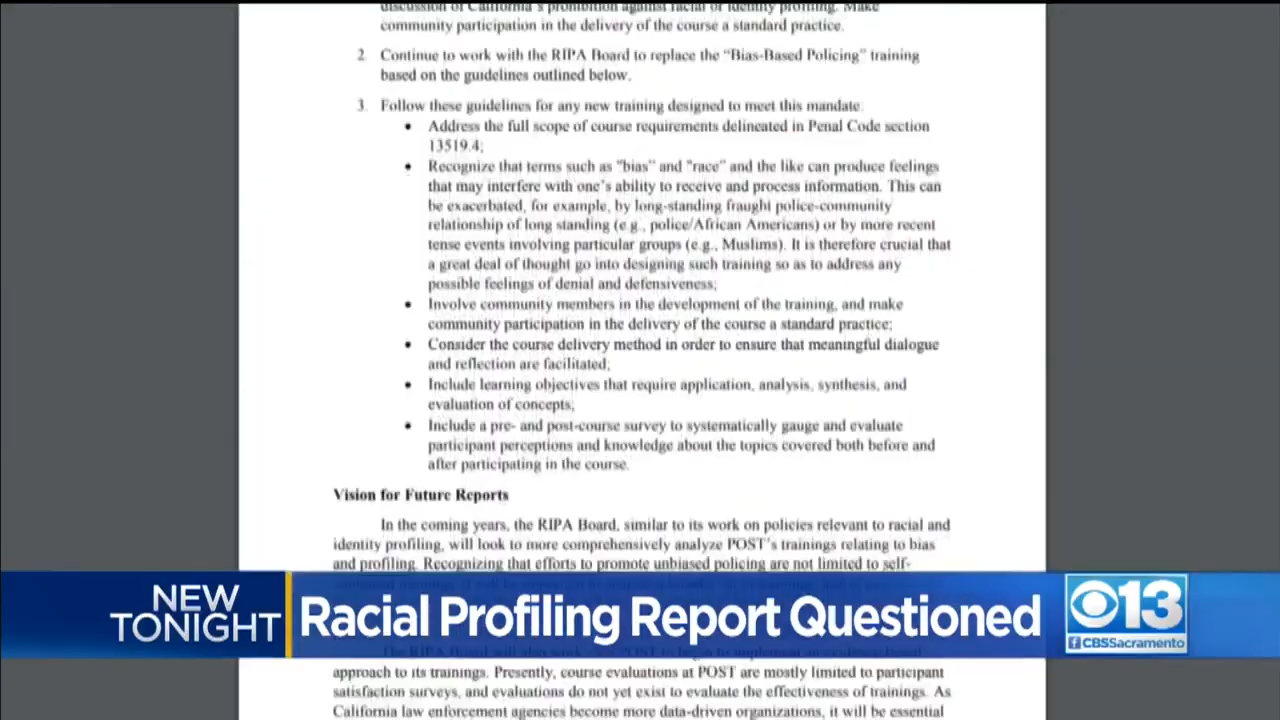 discussion of California's prohibition against racial or identity profiling. Make
community participation in the delivery of the course a standard practice.
2. Continue to work with the RIPA Board to replace the “Bias-Based Policing” training
based on the guidelines outlined below.
3. Follow these guidelines for any new training designed to meet this mandate:
• Address the full scope of course requirements delineated in Penal Code section
13519.4;
• Recognize that terms such as "bias" and "race" and the like can produce feelings
that may interfere with one’s ability to receive and process information. This can
be exacerbated, for example, by long-standing fraught police-community
relationship of long standing (e.g., police/African Americans) or by more recent
tense events involving particular groups (e.g., Muslims). It is therefore crucial that
a great deal of thought go into designing such training so as to address any
possible feelings of denial and defensiveness;
• Involve community members in the development of the training, and make
community participation in the delivery of the course a standard practice;
• Consider the course delivery method in order to ensure that meaningful dialogue
and reflection are facilitated;
• Include learning objectives that require application, analysis, synthesis, and
evaluation of concepts;
• Include a pre- and post-course survey to systematically gauge and evaluate
participant perceptions and knowledge about the topics covered both before and
after participating in the course.
Vision for Future Reports
In the coming years, the RIPA Board, similar to its work on policies relevant to racial and
identity profiling, will look to more comprehensively analyze POST’s trainings relating to bias
and profiling. Recognizing that efforts to promote unbiased policing are not limited to self-
NEW
TONIGHT
Racial Profiling Report Questioned
13
f CBSSacramento
approach to its trainings. Presently, course evaluations at POST are mostly limited to participant
satisfaction surveys, and evaluations do not yet exist to evaluate the effectiveness of trainings. As
California law enforcement agencies become more data-driven organizations, it will be essential